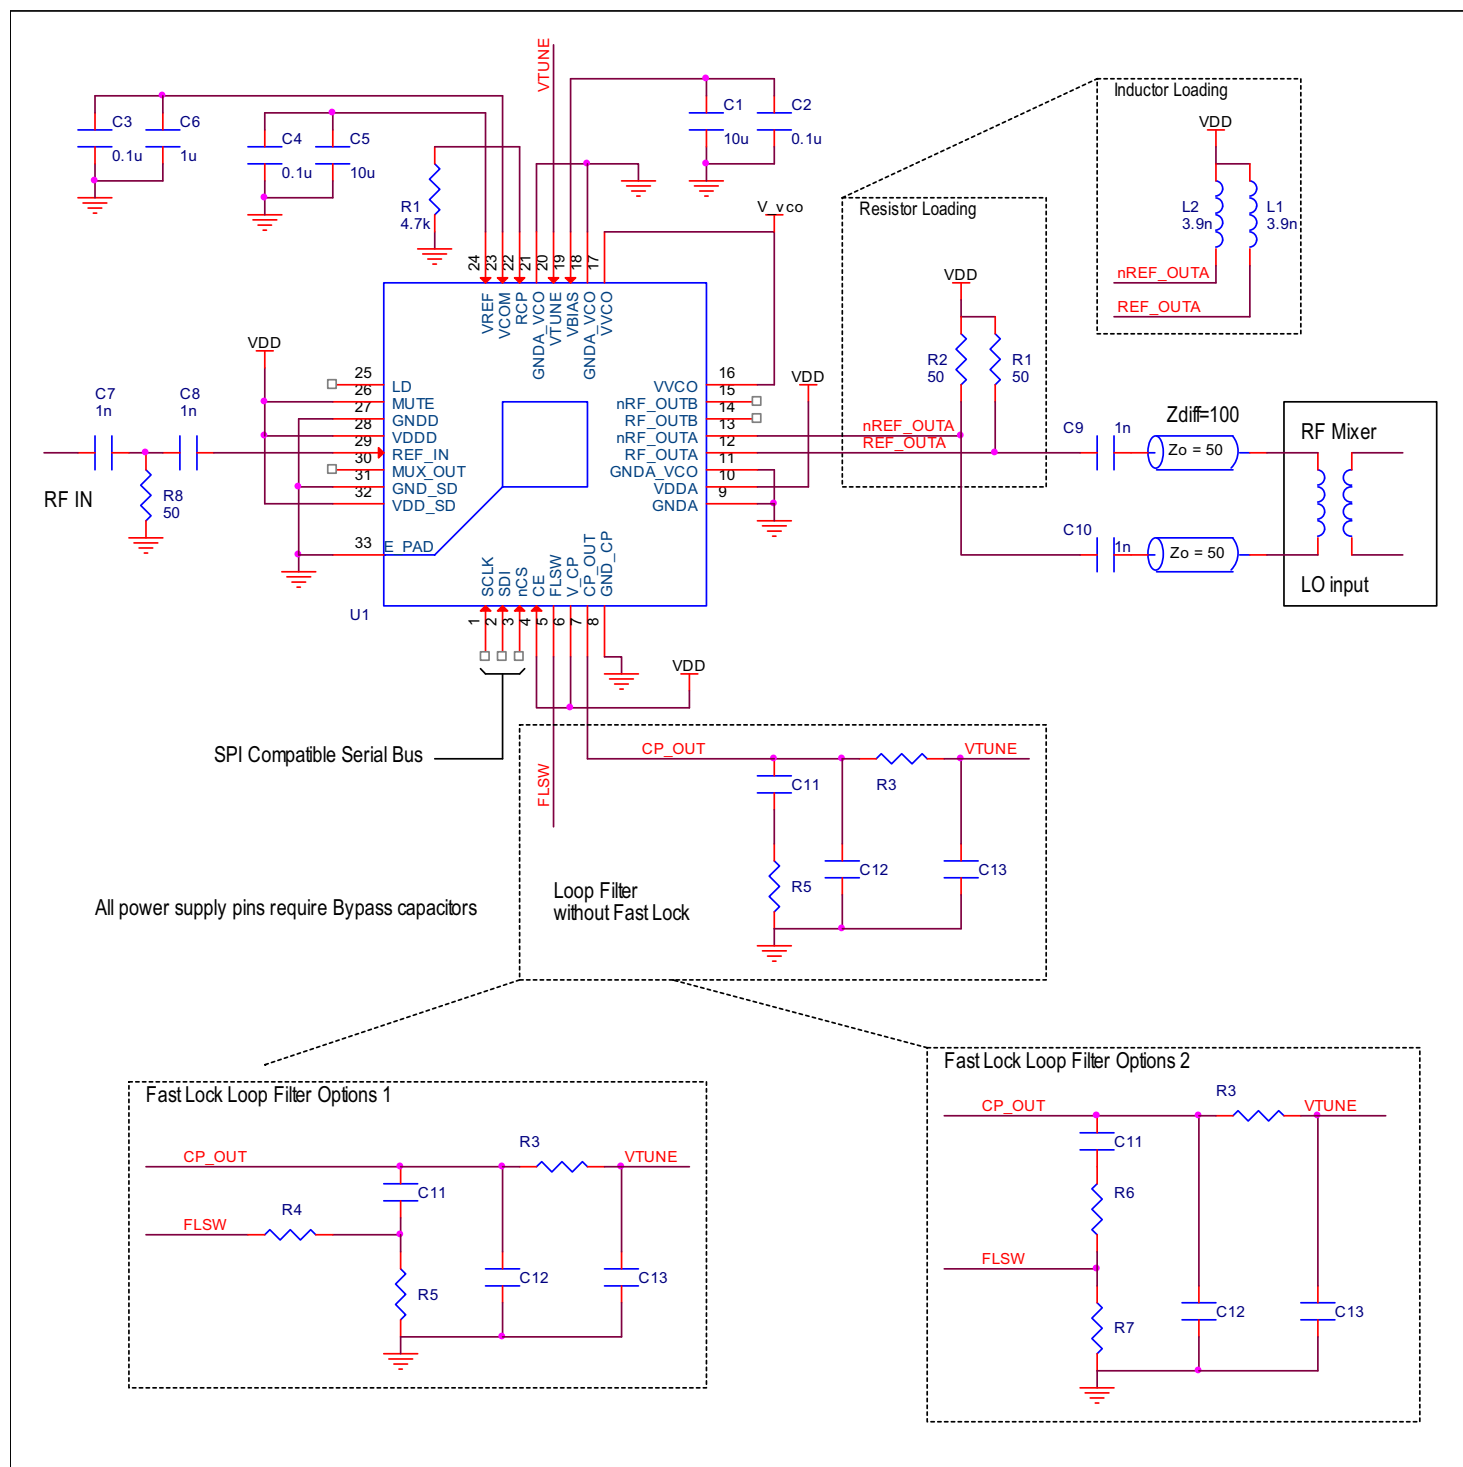 VTUNE
Inductor Loading
C3
C6
0.1u
1u
C4
C5
0.1u
10u
C1
C2
10u
0.1u
VDD
L2
3.9n
L1
3.9n
nREF_OUTA
REF_OUTA
R1
4.7k
V_vco
Resistor Loading
VDD
R2
50
R1
50
24
23
22
21
20
19
18
17
VREF
VCOM
RCP
GNDA_VCO
VTUNE
VBIAS
GNDA_VCO
VVCO
VDD
25
LD
26
MUTE
27
GNDD
28
VDDD
29
REF_IN
30
MUX_OUT
31
GND_SD
32
VDD_SD
33
E_PAD
16
VVCO
15
nRF_OUTB
14
RF_OUTB
13
nRF_OUTA
12
RF_OUTA
11
GNDA_VCO
10
VDDA
9
GNDA
VDD
nREF_OUTA
REF_OUTA
C7
1n
C8
1n
RF IN
R8
50
C9
1n
Zdiff=100
Zo = 50
C10
1n
Zo = 50
RF Mixer
LO input
SCLK
SDI
nCS
CE
FLSW
V_CP
CP_OUT
GND_CP
U1
1
2
3
4
5
6
7
8
VDD
SPI Compatible Serial Bus
FLSW
CP_OUT
VTUNE
C11
R3
R5
C12
C13
Loop Filter
without Fast Lock
All power supply pins require Bypass capacitors
Fast Lock Loop Filter Options 1
CP_OUT
R3
VTUNE
C11
FLSW
R4
R5
C12
C13
Fast Lock Loop Filter Options 2
CP_OUT
R3
VTUNE
C11
R6
FLSW
R7
C12
C13